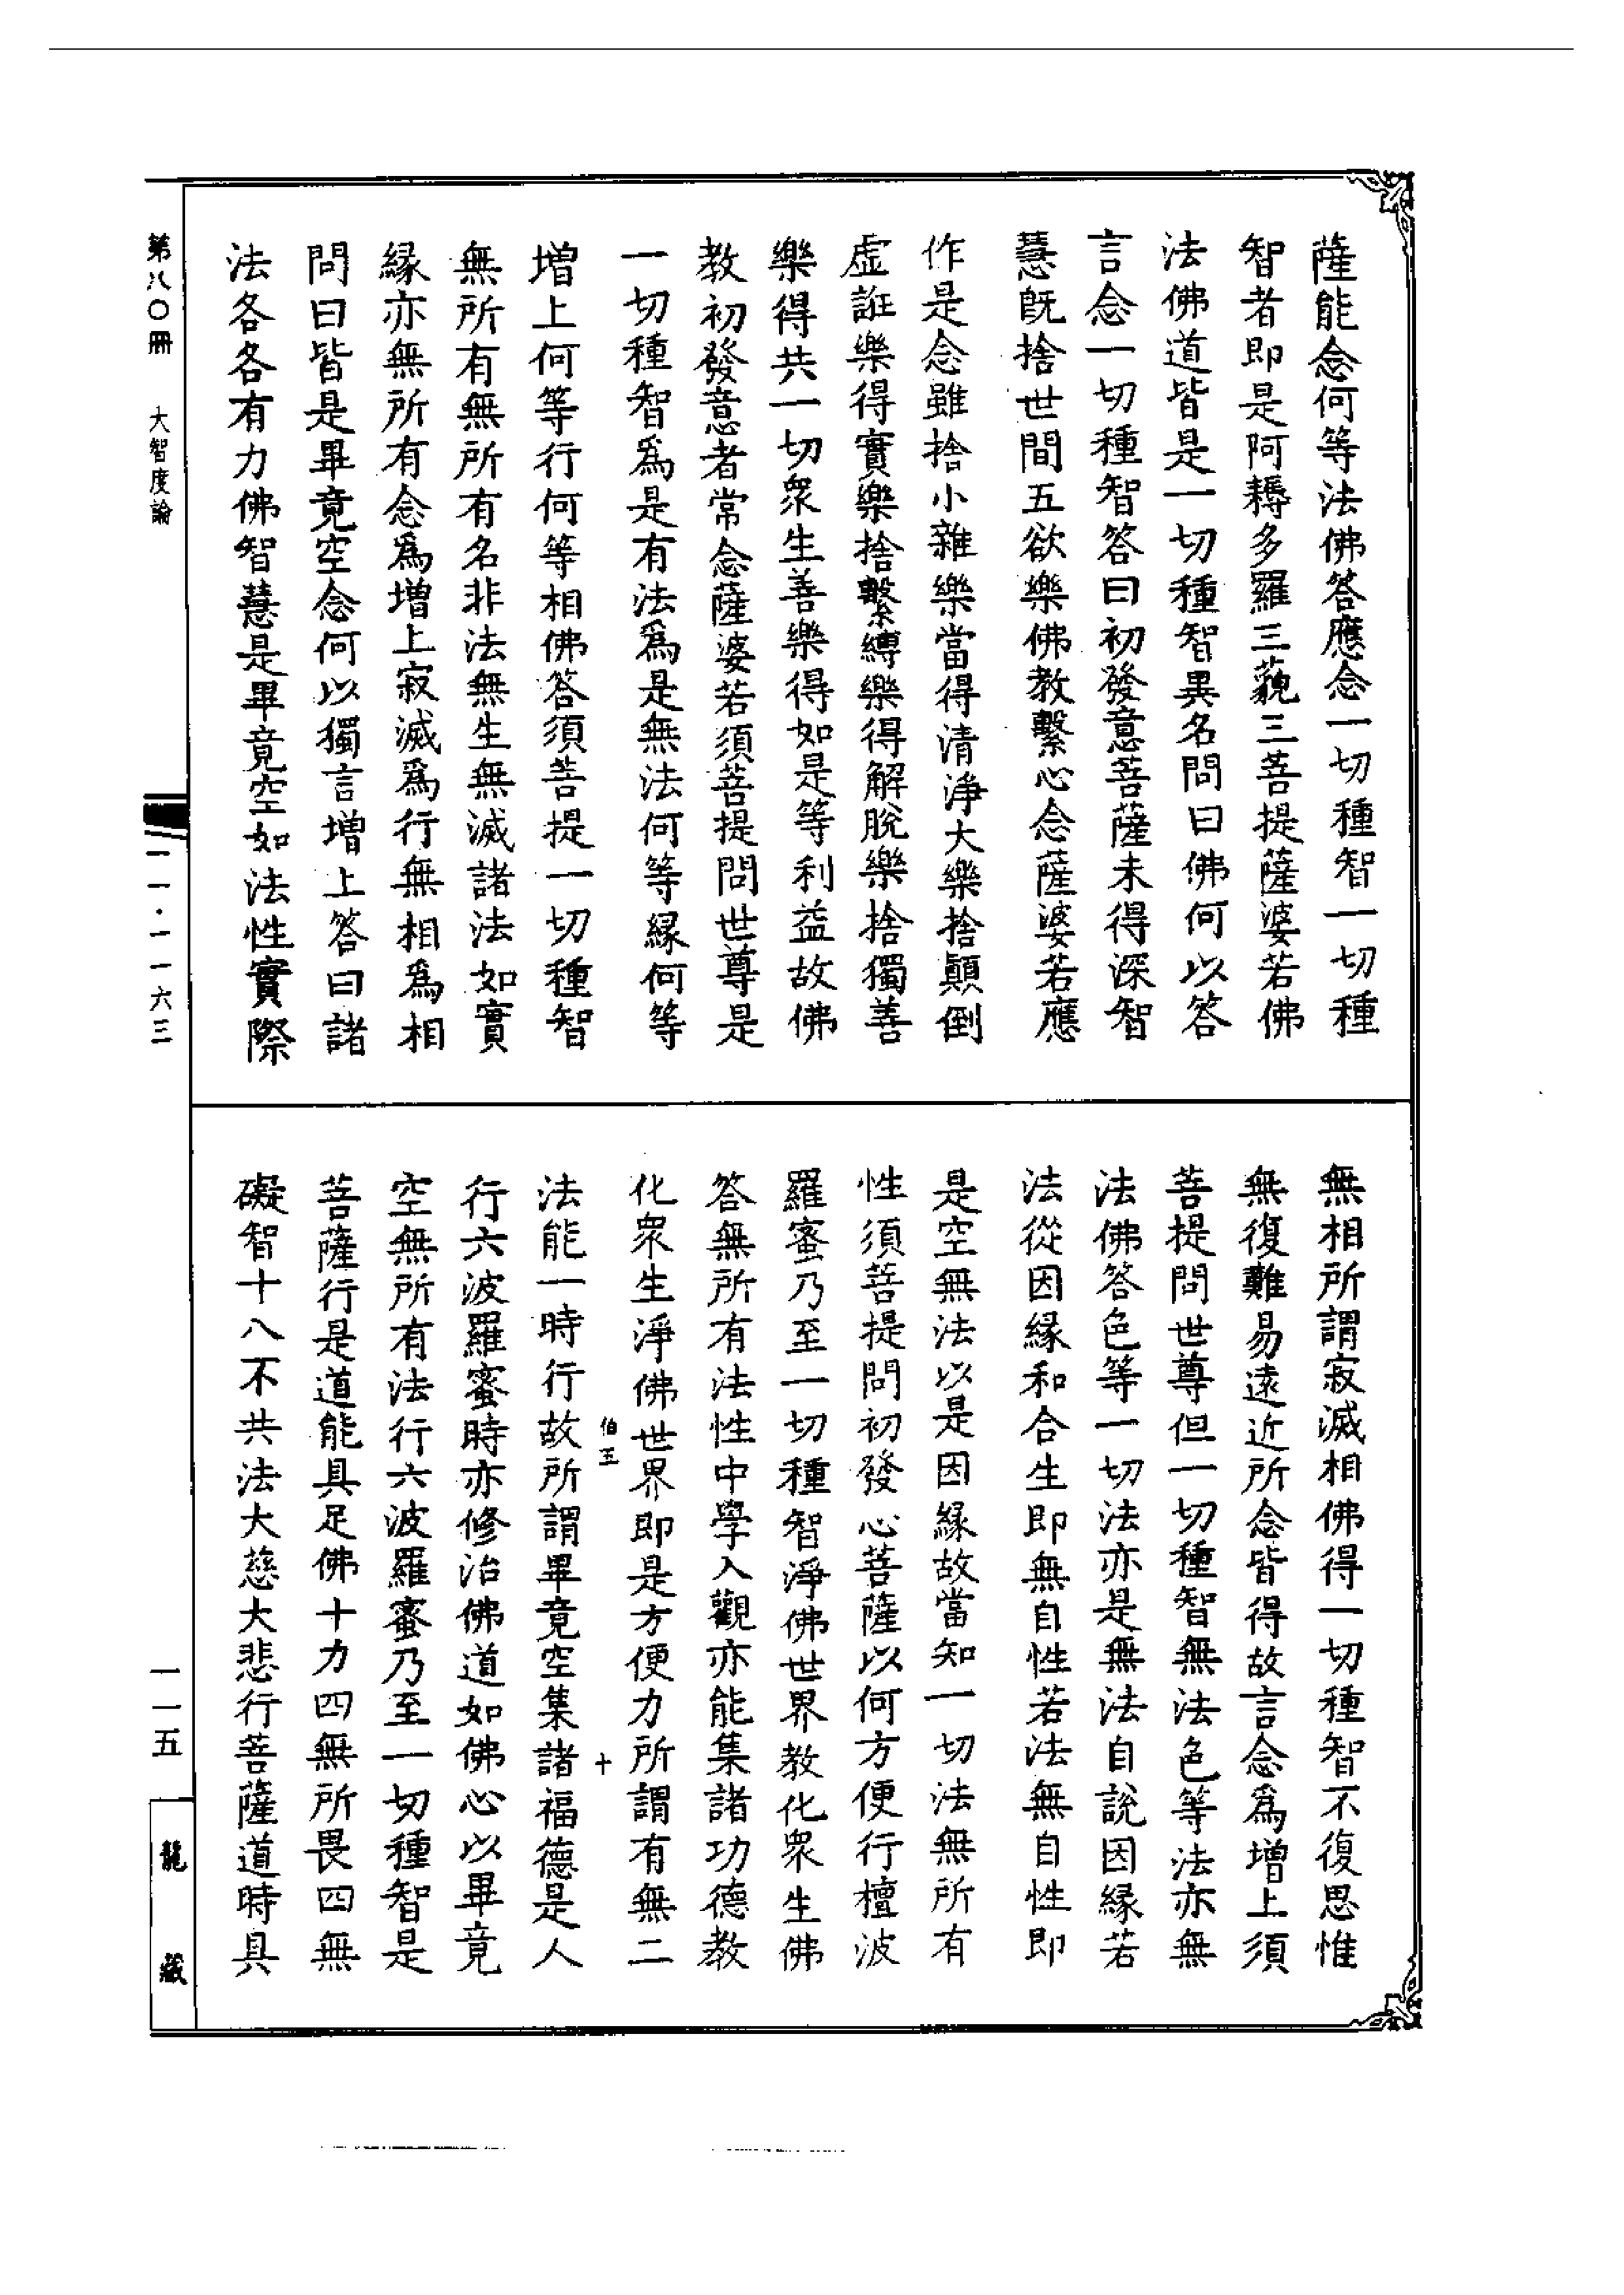 薩能念何等法佛答應念一切種智一切種
智者即是阿耨多羅三藐三菩提薩婆若佛
法佛道皆是一切種智異名問曰佛何以答
言念一切種智答曰初發意菩薩未得深智
慧既捨世間五欲樂佛教繫心念薩婆若應
作是念雖捨小雜樂當得清淨大樂捨顛倒
虛誑樂得實樂捨繫縛樂得解脫樂捨獨善
樂得共一切眾生善樂得如是等利益故佛
教初發意者常念薩婆若須菩提問世尊是
一切種智為是有法為是無法何等緣何等
增上何等行何等相佛答須菩提一切種智
無所有無所有名非法無生無滅諸法如實
緣亦無所有念為增上寂滅為行無相為相
問曰皆是畢竟空念何以獨言增上答曰諸
法各各有力佛智慧是畢竟空如法性實際
無相所謂寂滅相佛得一切種智不復思惟
無復難易遠近所念皆得故言念為增上須
菩提問世尊但一切種智無法色等法亦無
法佛答色等一切法亦是無法自說因緣若
法從因緣和合生即無自性若法無自性即
是空無法以是因緣故當知一切法無所有
性須菩提問初發心菩薩以何方便行檀波
羅蜜乃至一切種智淨佛世界教化眾生佛
答無所有法性中學入觀亦能集諸功德教
化眾生淨佛世界即是方便力所謂有無二
伯五 十
法能一時行故所謂畢竟空集諸福德是人
行六波羅蜜時亦修治佛道如佛心以畢竟
空無所有法行六波羅蜜乃至一切種智是
菩薩行是道能具足佛十力四無所畏四無
礙智十八不共法大慈大悲行菩薩道時具
第八〇冊 大智度論
一一·一一六三
一一五
龍藏